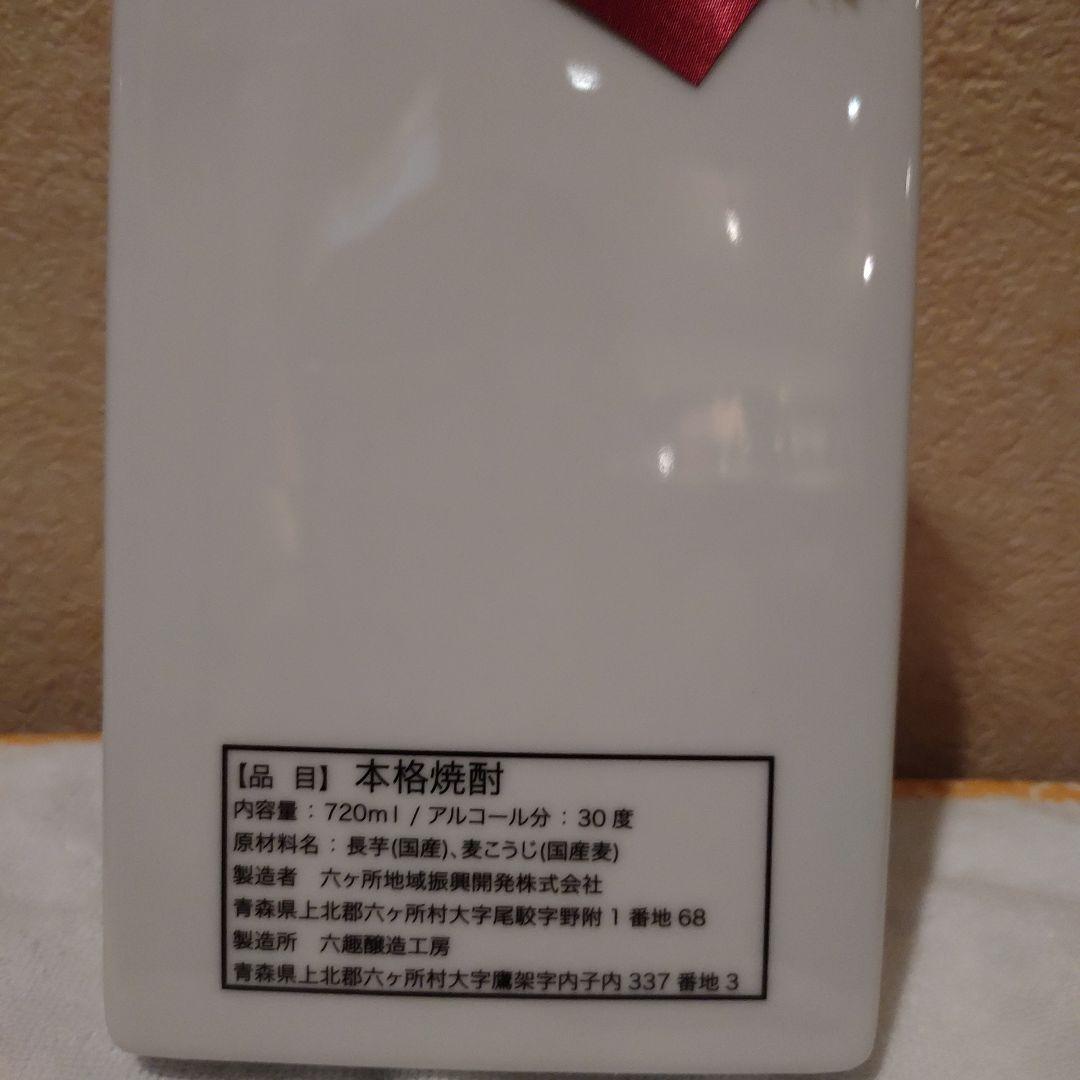 【品 目】 本格焼酎
内容量：720ml / アルコール分：30度
原材料名：長芋(国産)、麦こうじ(国産麦)
製造者 六ヶ所地域振興開発株式会社
青森県上北郡六ヶ所村大字尾駮字野附1番地68
製造所 六趣醸造工房
青森県上北郡六ヶ所村大字鷹架字内子内337番地3